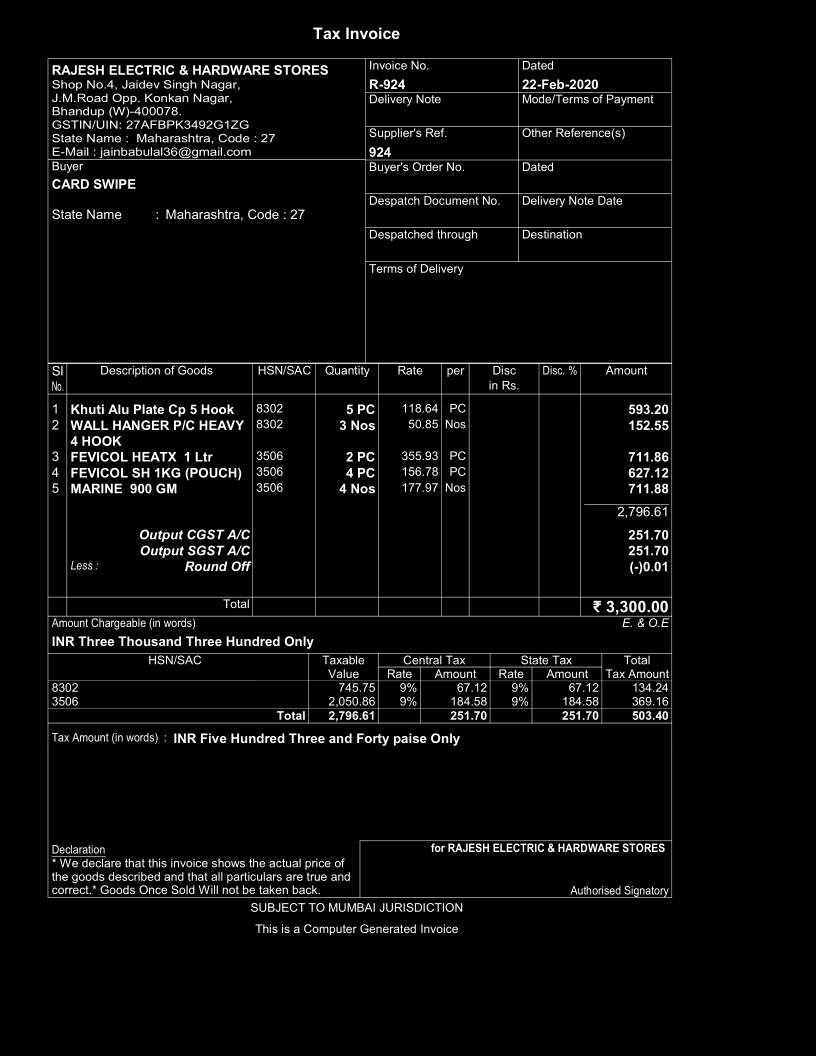 Tax Invoice
RAJESH ELECTRIC & HARDWARE STORES
Shop No.4, Jaidev Singh Nagar,
J.M.Road Opp. Konkan Nagar,
Bhandup (W)-400078.
GSTIN/UIN: 27AFBPK3492G1ZG
State Name : Maharashtra, Code : 27
E-Mail : jainbabulal36@gmail.com
Invoice No. Dated
R-924 22-Feb-2020
Delivery Note Mode/Terms of Payment
Supplier's Ref. Other Reference(s)
924
Buyer
CARD SWIPE
State Name : Maharashtra, Code : 27
Buyer's Order No. Dated
Despatch Document No. Delivery Note Date
Despatched through Destination
Terms of Delivery
Sl No. Description of Goods HSN/SAC Quantity Rate per Disc in Rs. Disc. % Amount
1 Khuti Alu Plate Cp 5 Hook 8302 5 PC 118.64 PC 593.20
2 WALL HANGER P/C HEAVY 8302 3 Nos 50.85 Nos 152.55
4 HOOK
3 FEVICOL HEATX 1 Ltr 3506 2 PC 355.93 PC 711.86
4 FEVICOL SH 1KG (POUCH) 3506 4 PC 156.78 PC 627.12
5 MARINE 900 GM 3506 4 Nos 177.97 Nos 711.88
2,796.61
Output CGST A/C 251.70
Output SGST A/C 251.70
Less : Round Off (-)0.01
Total ₹ 3,300.00
Amount Chargeable (in words) E. & O.E
INR Three Thousand Three Hundred Only
HSN/SAC Taxable Central Tax State Tax Total
Value Rate Amount Rate Amount Tax Amount
8302 745.75 9% 67.12 9% 67.12 134.24
3506 2,050.86 9% 184.58 9% 184.58 369.16
Total 2,796.61 251.70 251.70 503.40
Tax Amount (in words) : INR Five Hundred Three and Forty paise Only
Declaration
* We declare that this invoice shows the actual price of
the goods described and that all particulars are true and
correct.* Goods Once Sold Will not be taken back.
for RAJESH ELECTRIC & HARDWARE STORES
Authorised Signatory
SUBJECT TO MUMBAI JURISDICTION
This is a Computer Generated Invoice